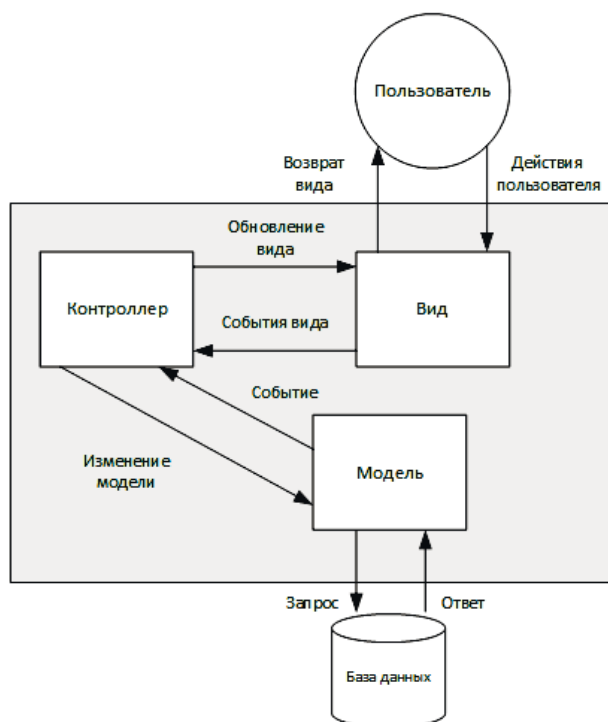 Пользователь
Возврат
вида
Действия
пользователя
Обновление
вида
Контроллер
Вид
События вида
Событие
Изменение
модели
Модель
Запрос
Ответ
База данных